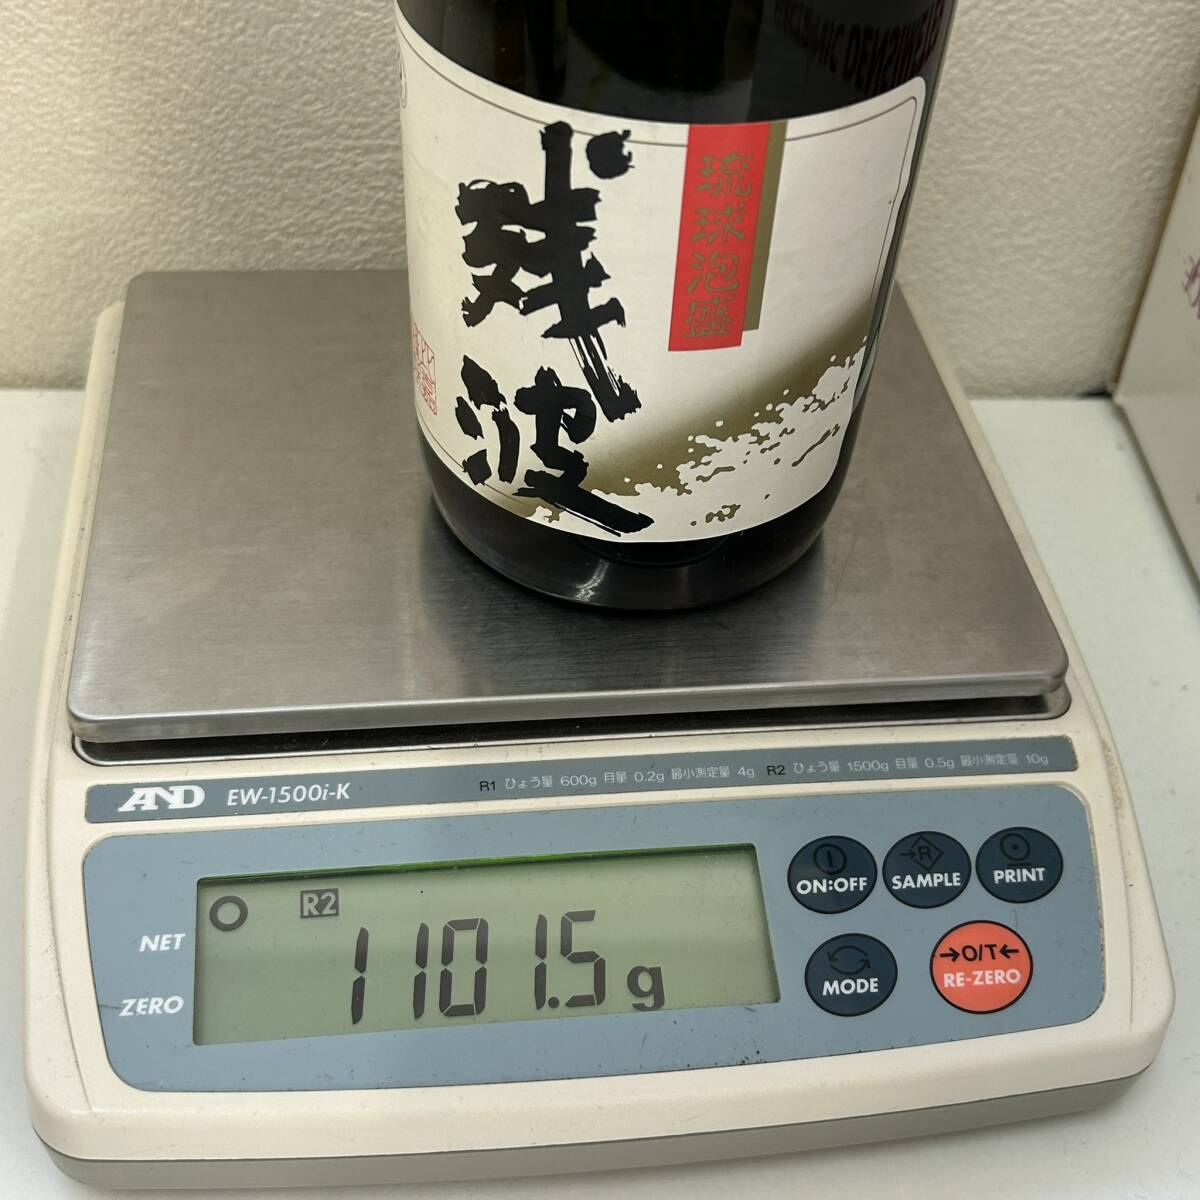 残波
琉球泡盛
AND EW-1500i-K
R1 ひょう量 600g 目量 0.2g 最小測定量 4g R2 ひょう量 1500g 目量 0.5g 最小測定量 10g
R2
1101.5g
NET
ZERO
ON:OFF
R
SAMPLE
PRINT
MODE
→O/T←
RE-ZERO